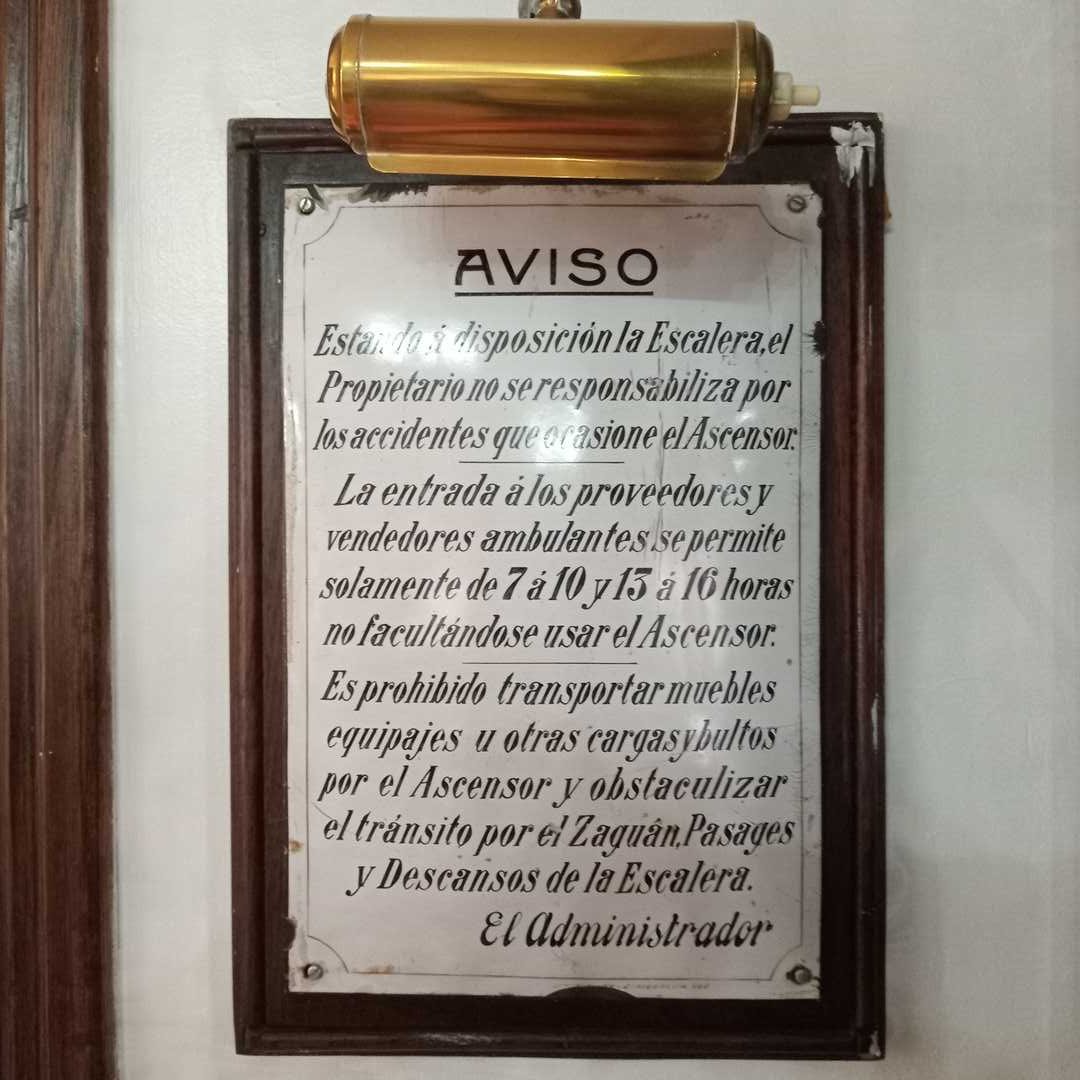 AVISO
Estando á disposición la Escalera, el
Propietario no se responsabiliza por
los accidentes que ocasione el Ascensor.
La entrada á los proveedores y
vendedores ambulantes se permite
solamente de 7 á 10 y 13 á 16 horas
no facultándose usar el Ascensor.
Es prohibido transportar muebles
equipajes u otras cargas y bultos
por el Ascensor y obstaculizar
el tránsito por el Zaguán, Pasages
y Descansos de la Escalera.
El Administrador